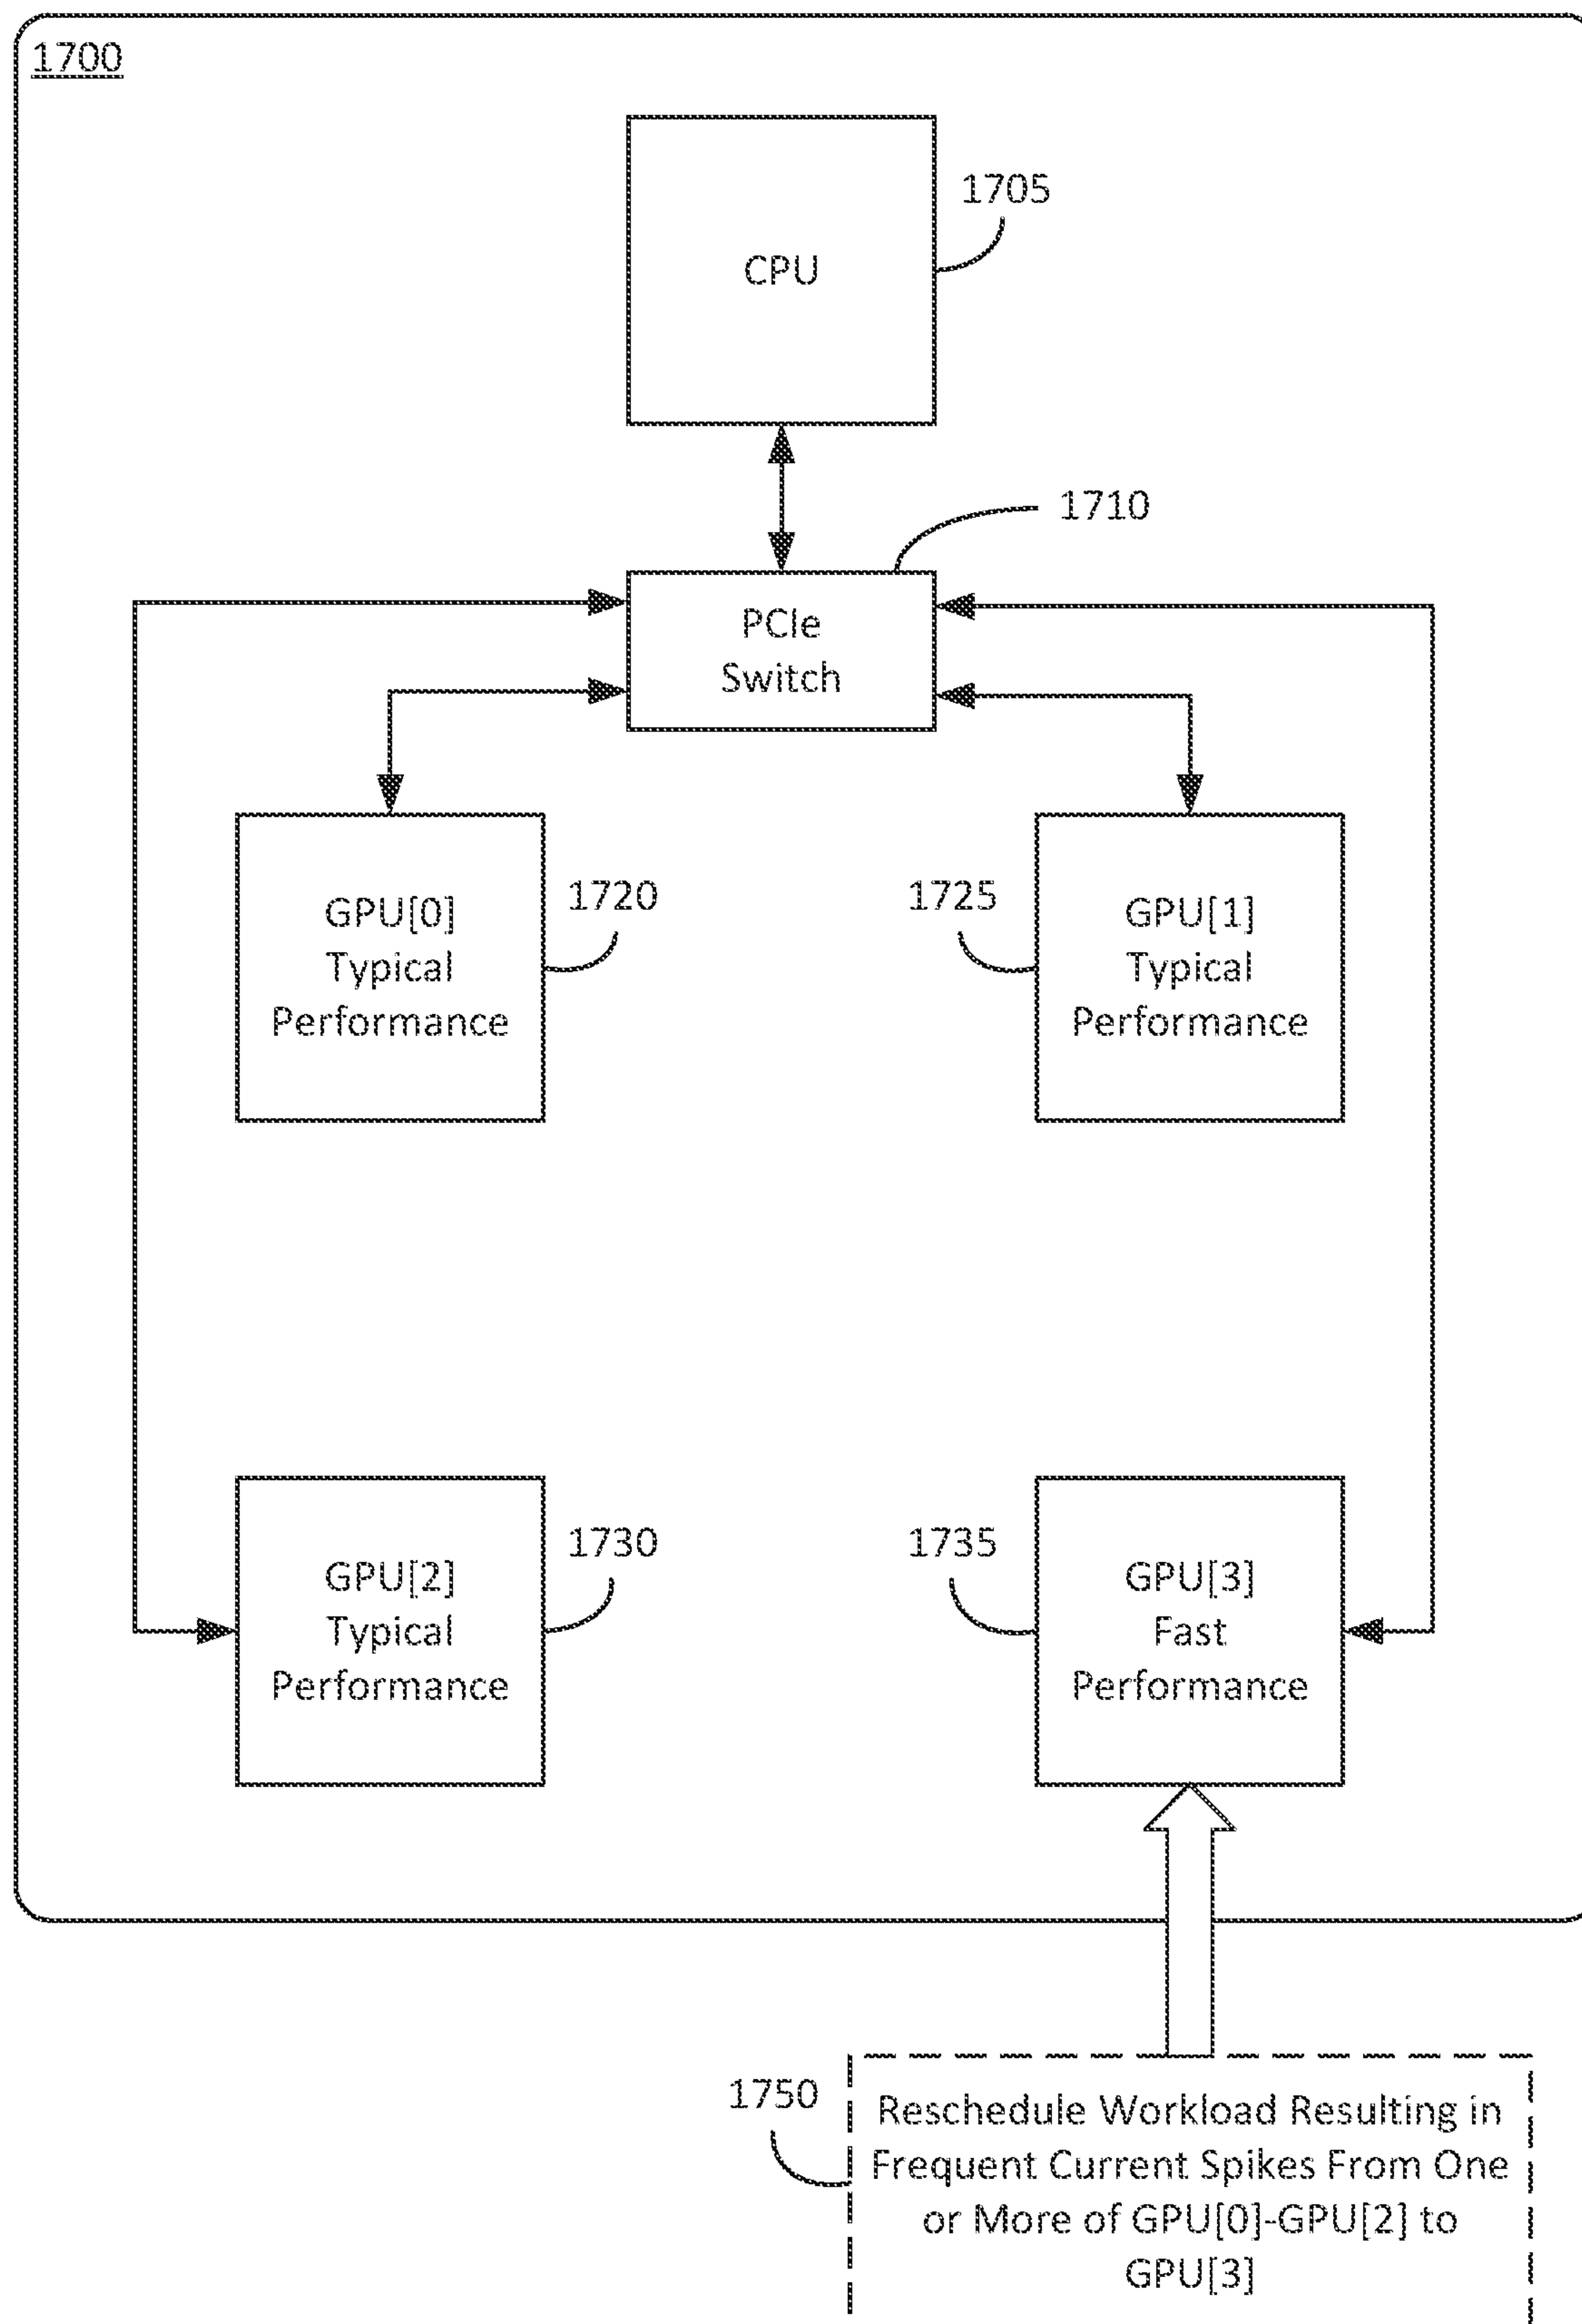 1700
1705
CPU
1710
PCIe
Switch
GPU[0]
Typical
Performance
1720
1725
GPU[1]
Typical
Performance
GPU[2]
Typical
Performance
1730
1735
GPU[3]
Fast
Performance
1750
Reschedule Workload Resulting in
Frequent Current Spikes From One
or More of GPU[0]-GPU[2] to
GPU[3]